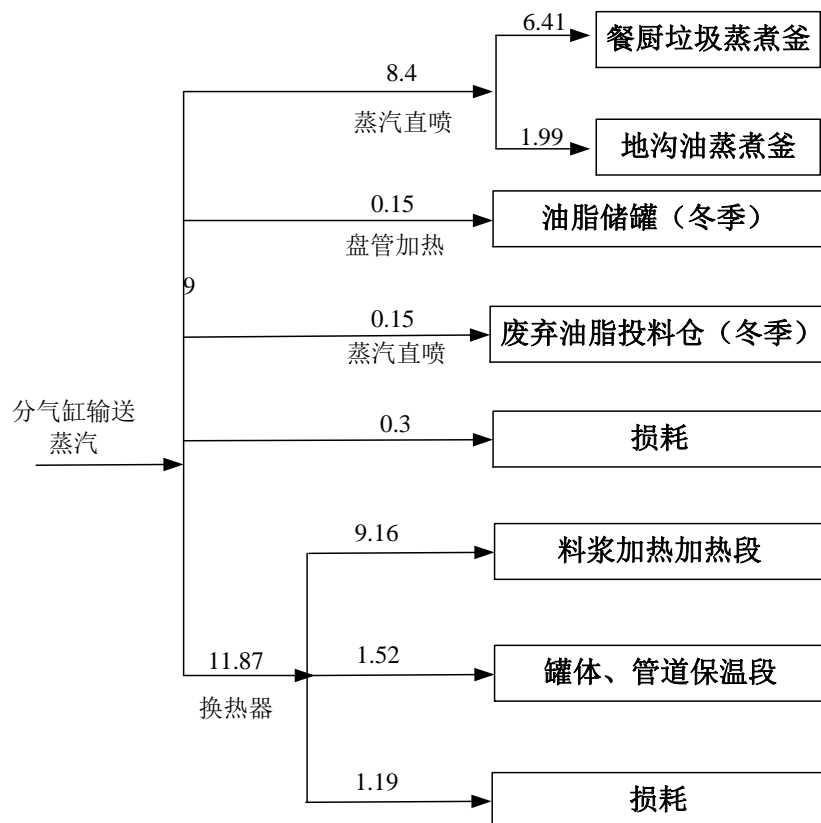 6.41
餐厨垃圾蒸煮釜
8.4
蒸汽直喷
1.99
地沟油蒸煮釜
0.15
油脂储罐（冬季）
盘管加热
9
0.15
废弃油脂投料仓（冬季）
蒸汽直喷
分气缸输送
蒸汽
0.3
损耗
9.16
料浆加热加热段
11.87
换热器
1.52
罐体、管道保温段
1.19
损耗